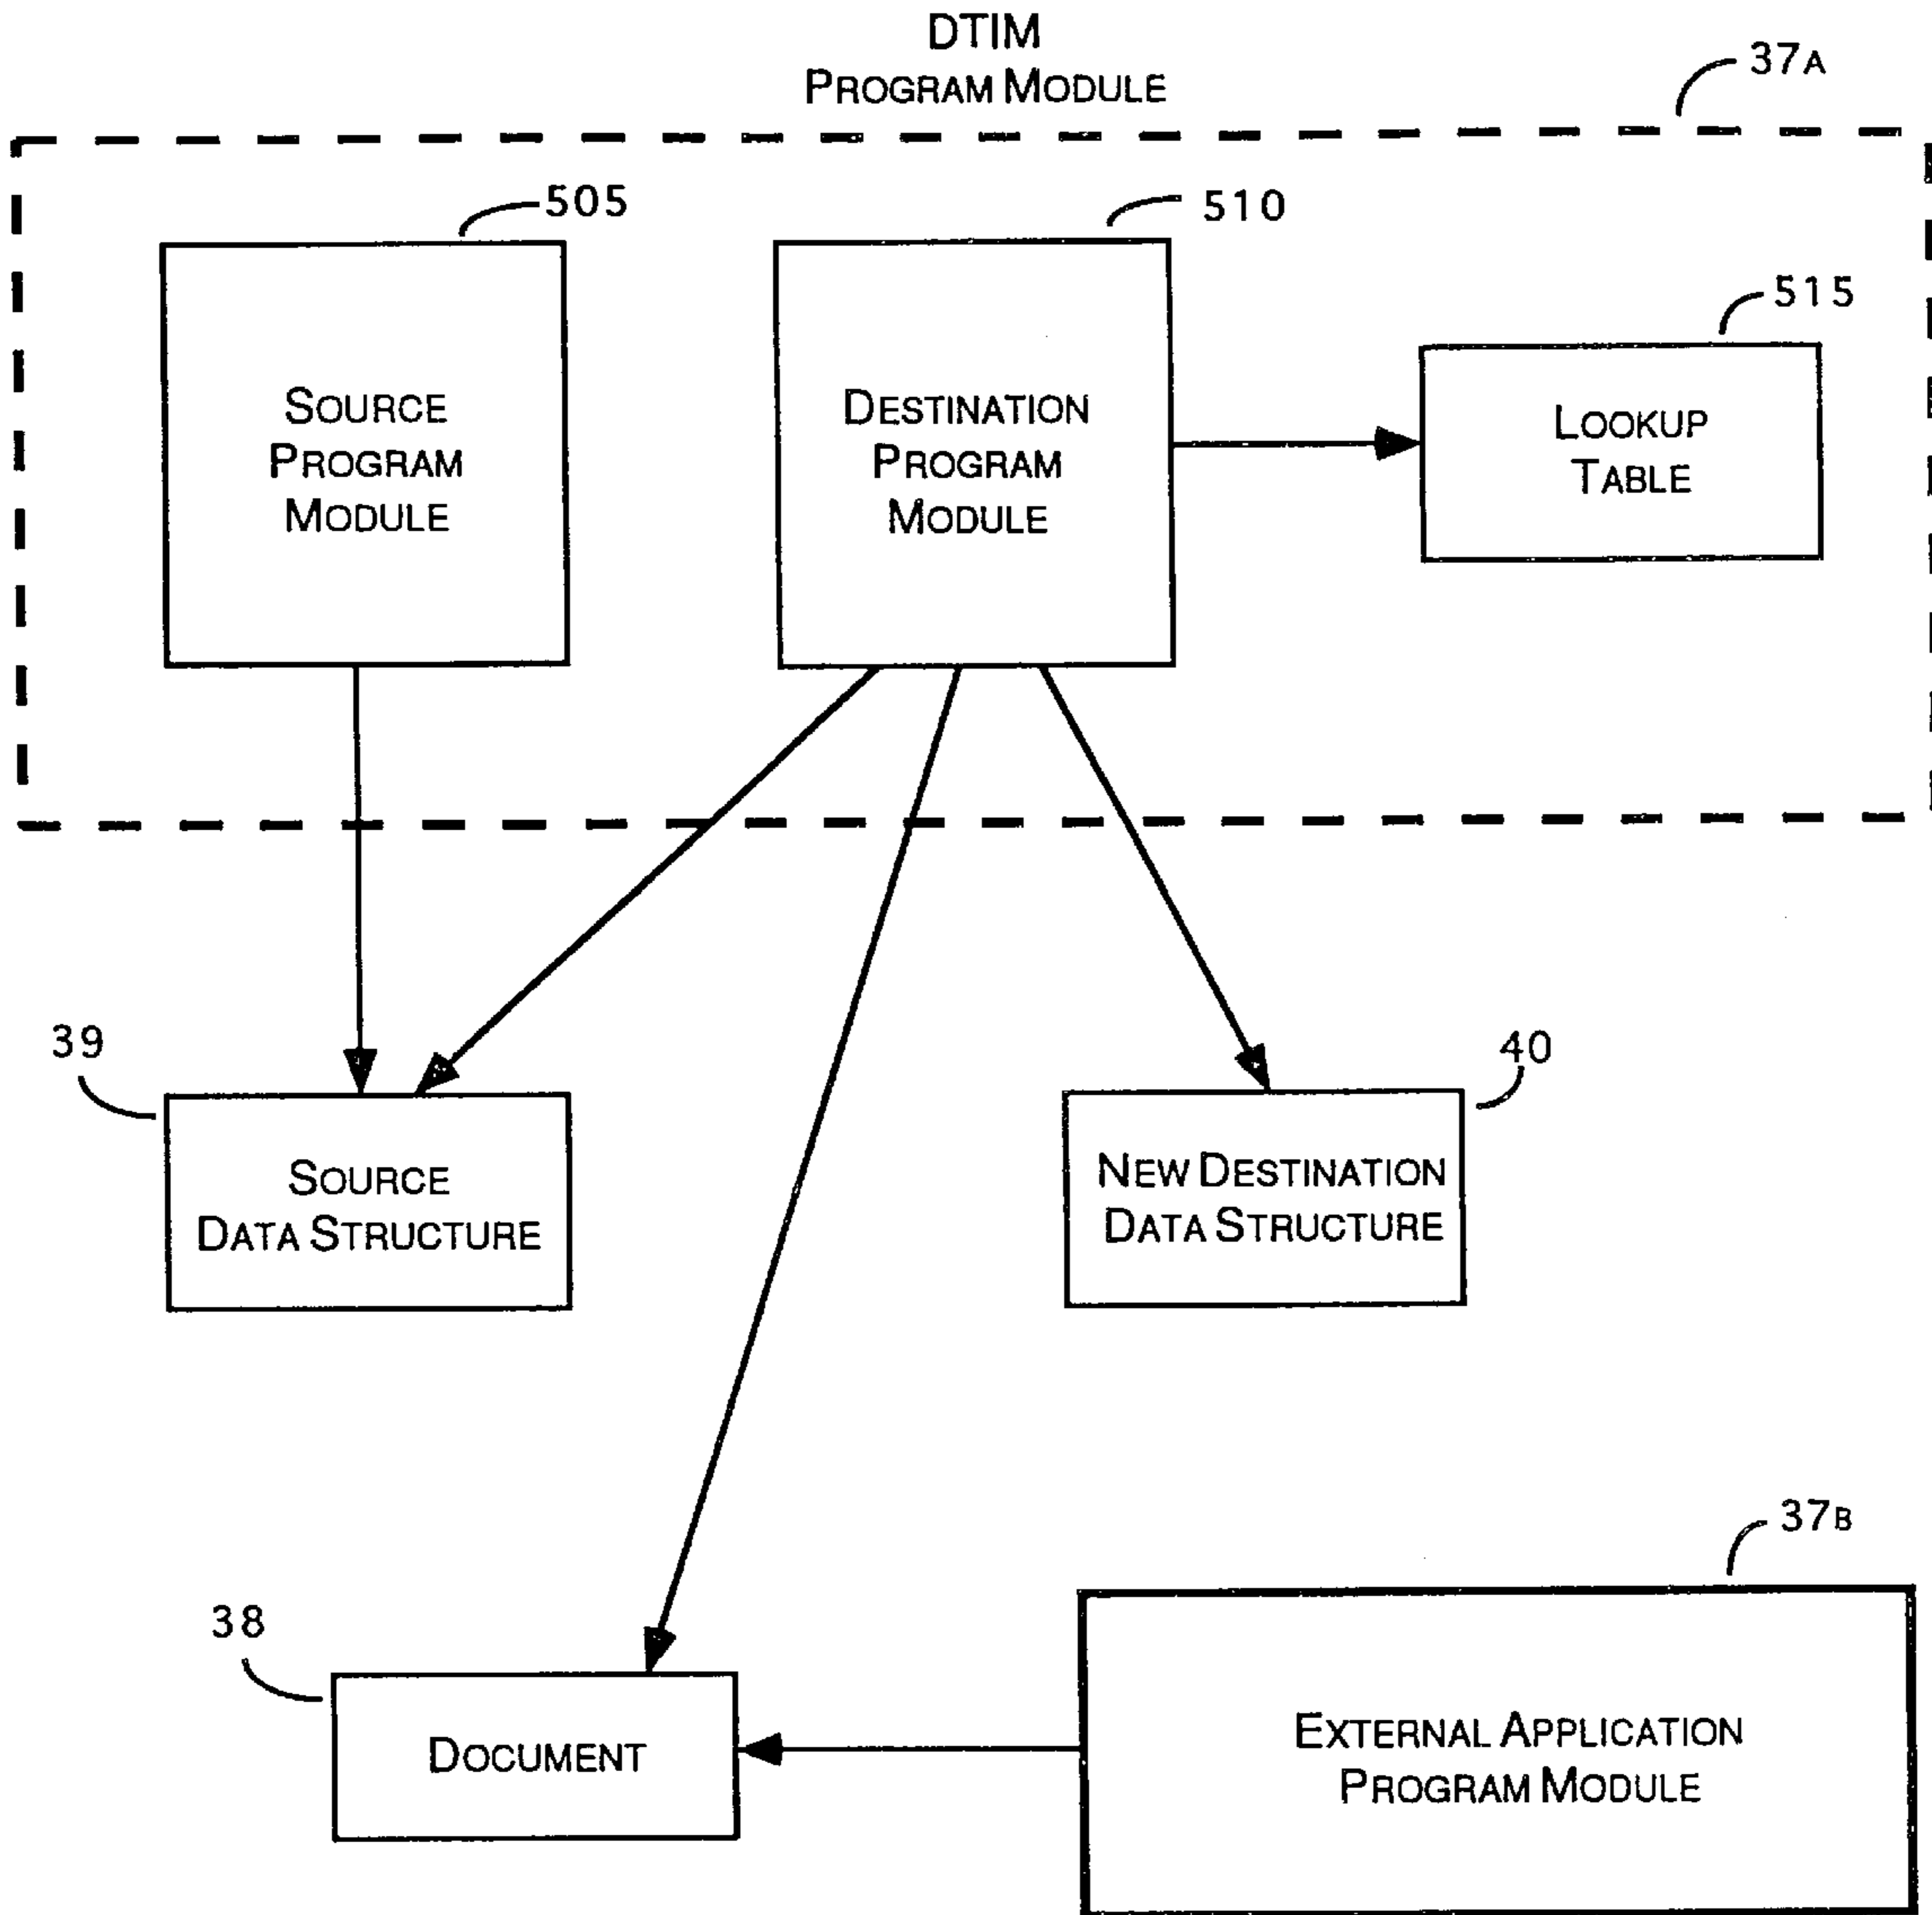 DTIM
PROGRAM MODULE
37A
505
510
515
SOURCE
PROGRAM
MODULE
DESTINATION
PROGRAM
MODULE
LOOKUP
TABLE
39
40
SOURCE
DATA STRUCTURE
NEW DESTINATION
DATA STRUCTURE
37B
38
DOCUMENT
EXTERNAL APPLICATION
PROGRAM MODULE